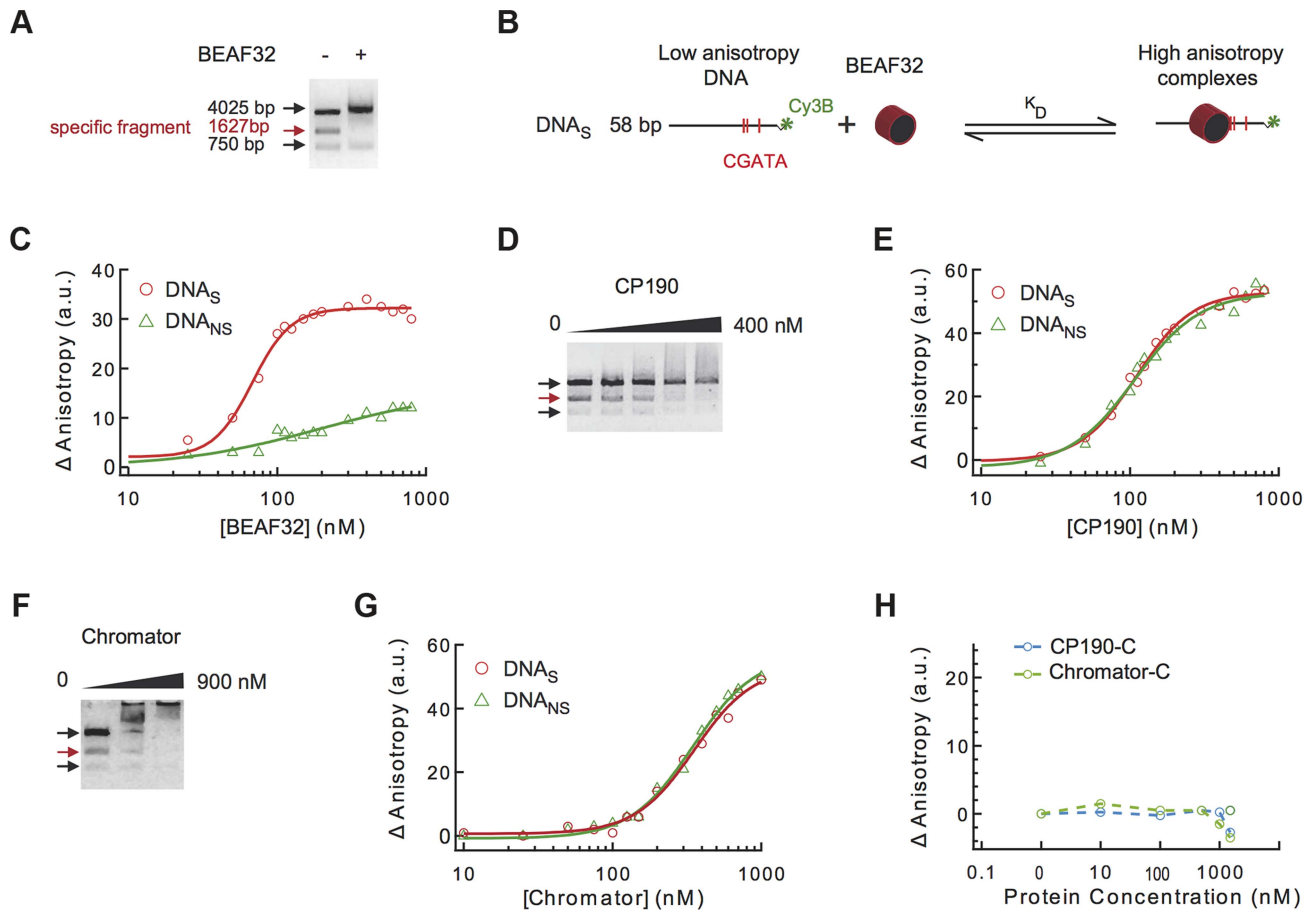 A
BEAF32 - +
4025 bp
specific fragment 1627bp
750 bp
B
Low anisotropy
DNA
BEAF32
High anisotropy
complexes
Cy3B
DNAS 58 bp
*
+
KD
*
CGATA
C
Δ Anisotropy (a.u.)
40
30
20
10
0
DNAS
DNANS
10 100 1000
[BEAF32] (nM)
D
CP190
0 400 nM
E
Δ Anisotropy (a.u.)
60
40
20
0
DNAS
DNANS
10 100 1000
[CP190] (nM)
F
Chromator
0 900 nM
G
Δ Anisotropy (a.u.)
60
40
20
0
DNAS
DNANS
10 100 1000
[Chromator] (nM)
H
Δ Anisotropy (a.u.)
20
10
0
CP190-C
Chromator-C
0.1 0 10 100 1000
Protein Concentration (nM)